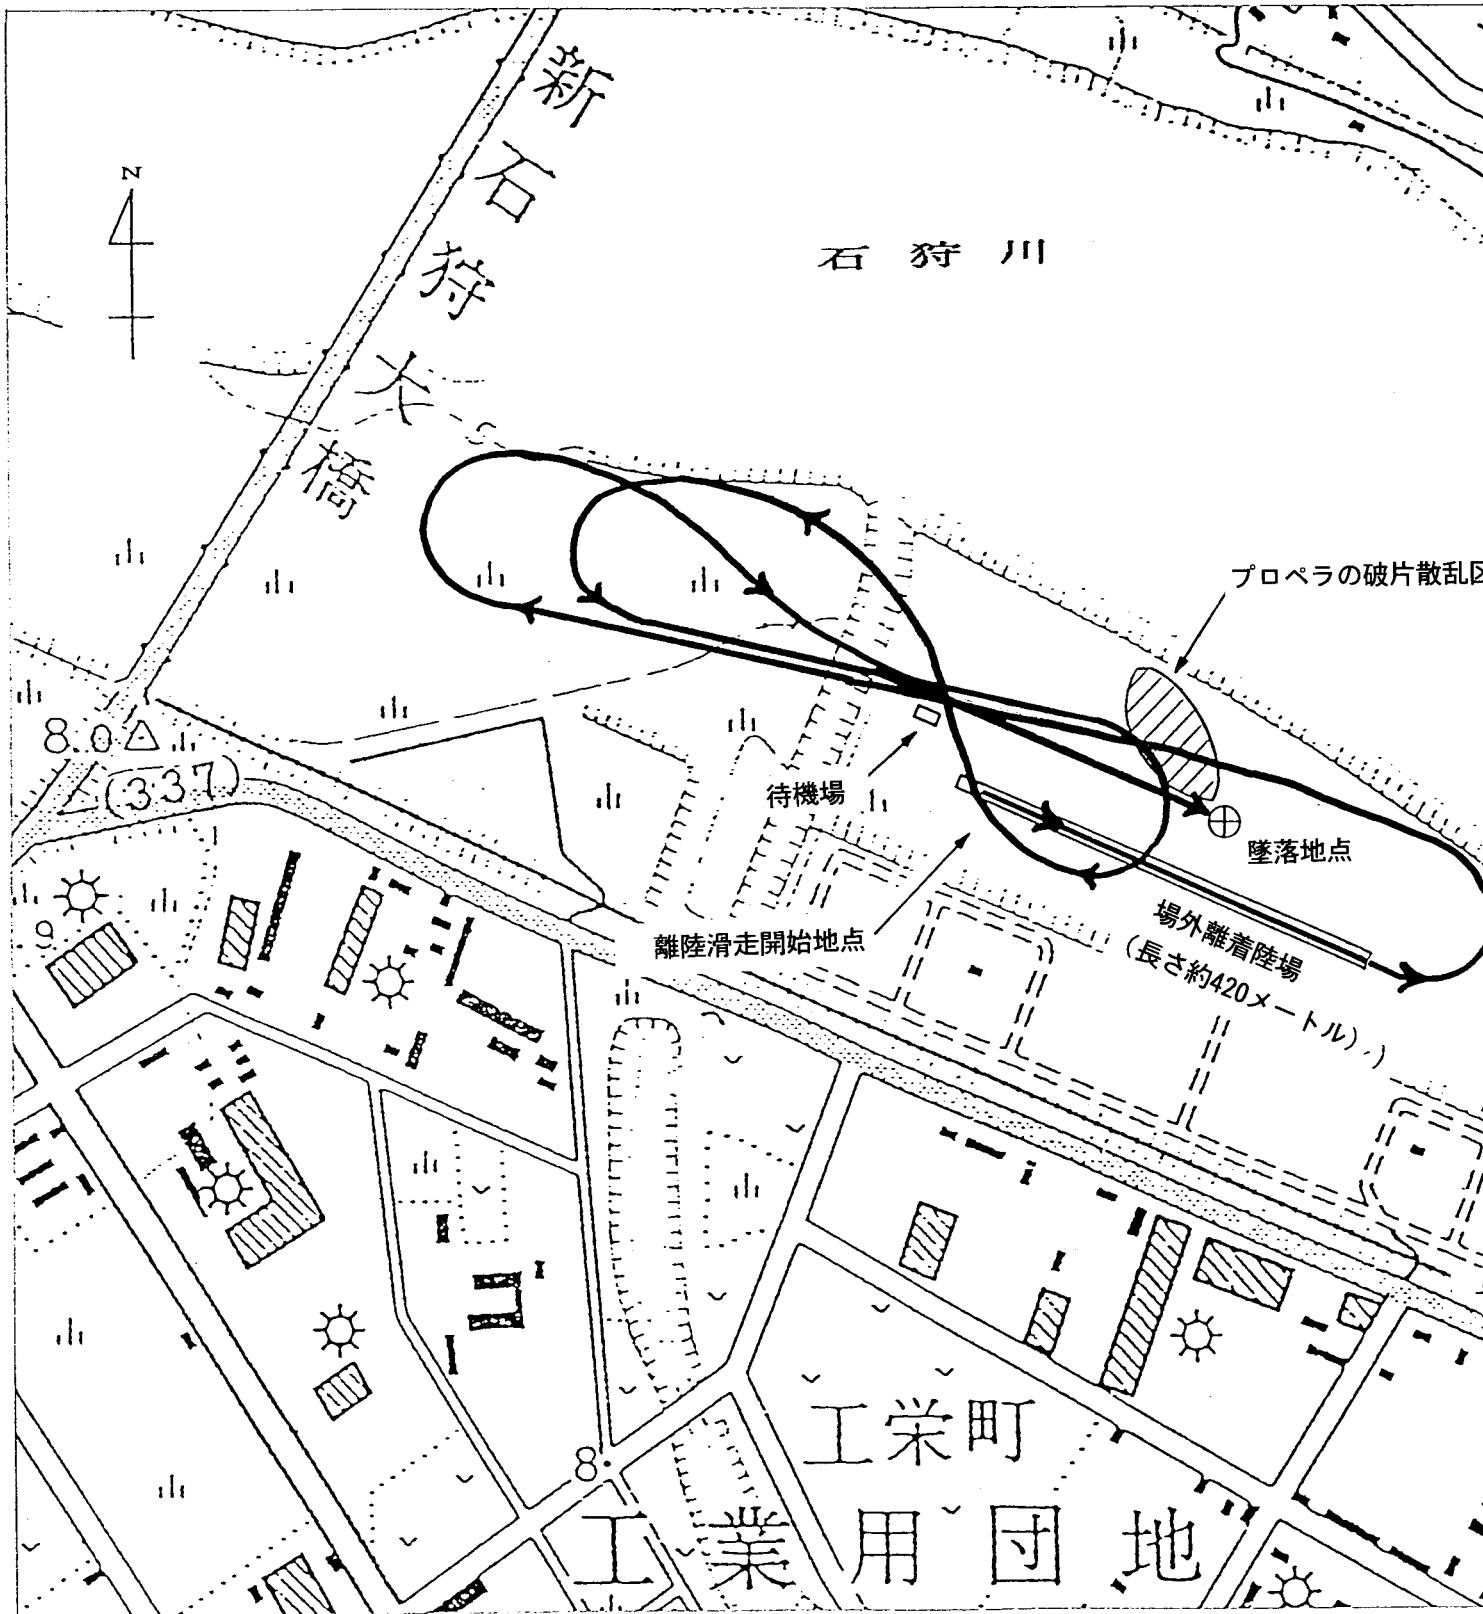 新石狩大橋
N
石狩川
プロペラの破片散乱区
8.0
(337)
待機場
墜落地点
離陸滑走開始地点
場外離着陸場
(長さ約420メートル)
9
工栄町
8
工業用団地